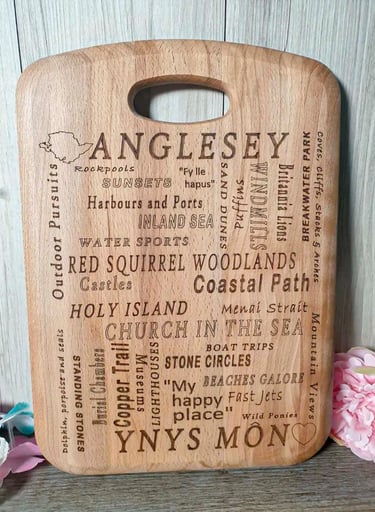 ANGLESEY
Rockpools
SUNSETS
"Fy lle
hapus"
SAND DUNES
Puffins
WINDMILLS
Britannia Lions
BREAKWATER PARK
Coves, Cliffs, Stacks & Arches
Outdoor Pursuits
Harbours and Ports
INLAND SEA
WATER SPORTS
RED SQUIRREL WOODLANDS
Castles
Coastal Path
HOLY ISLAND
Menai Strait
CHURCH IN THE SEA
Mountain Views
Dolphin, porpoise and seals
STANDING STONES
Burial Chambers
Copper Trail
Museums
LIGHTHOUSES
BOAT TRIPS
STONE CIRCLES
BEACHES GALORE
"My
happy
place"
Fast Jets
Wild Ponies
YNYS MÔN